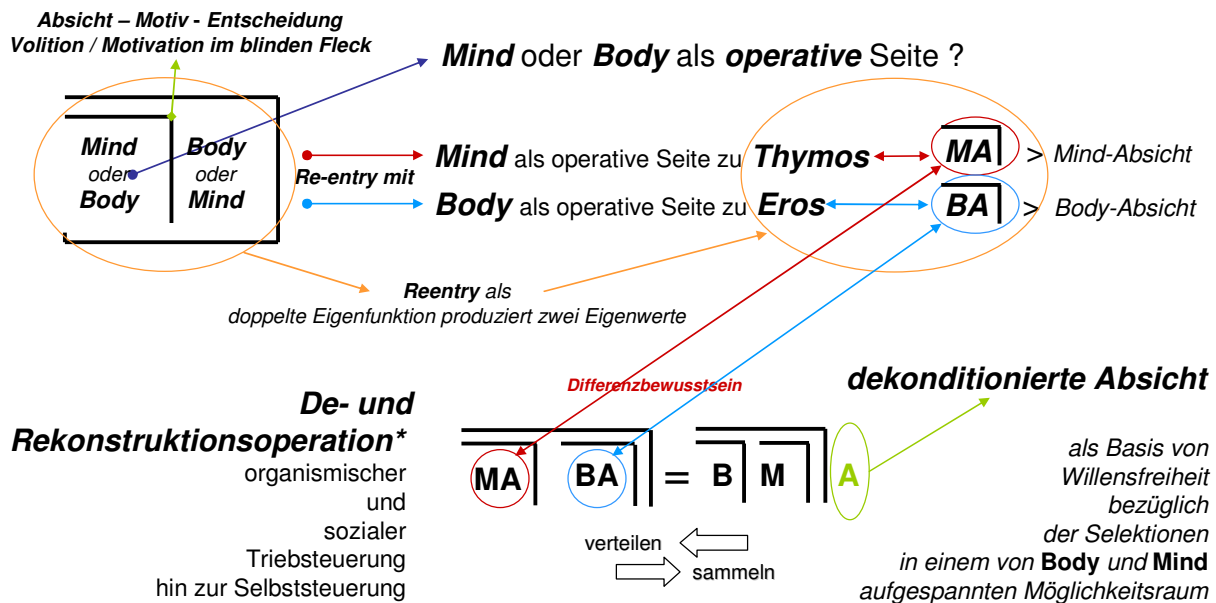 Absicht – Motiv - Entscheidung
Volition / Motivation im blinden Fleck
Mind oder Body als operative Seite ?
Mind
oder
Body
Body
oder
Mind
Re-entry mit
Mind als operative Seite zu Thymos
MA
> Mind-Absicht
Body als operative Seite zu Eros
BA
> Body-Absicht
Reentry als
doppelte Eigenfunktion produziert zwei Eigenwerte
Differenzbewusstsein
dekonditionierte Absicht
De- und
Rekonstruktionsoperation*
organismischer
und
sozialer
Triebsteuerung
hin zur Selbststeuerung
MA BA = B M A
verteilen
sammeln
als Basis von
Willensfreiheit
bezüglich
der Selektionen
in einem von Body und Mind
aufgespannten Möglichkeitsraum